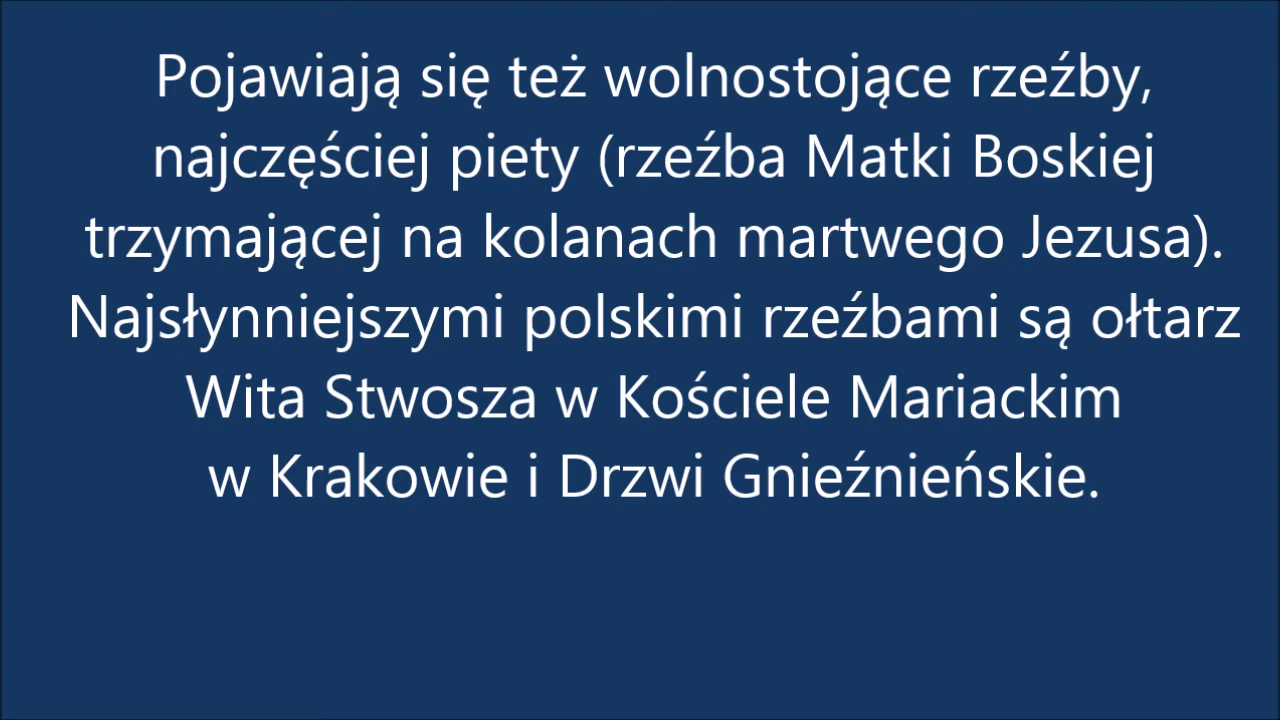 Pojawiają się też wolnostojące rzeźby,
najczęściej piety (rzeźba Matki Boskiej
trzymającej na kolanach martwego Jezusa).
Najsłynniejszymi polskimi rzeźbami są ołtarz
Wita Stwosza w Kościele Mariackim
w Krakowie i Drzwi Gnieźnieńskie.